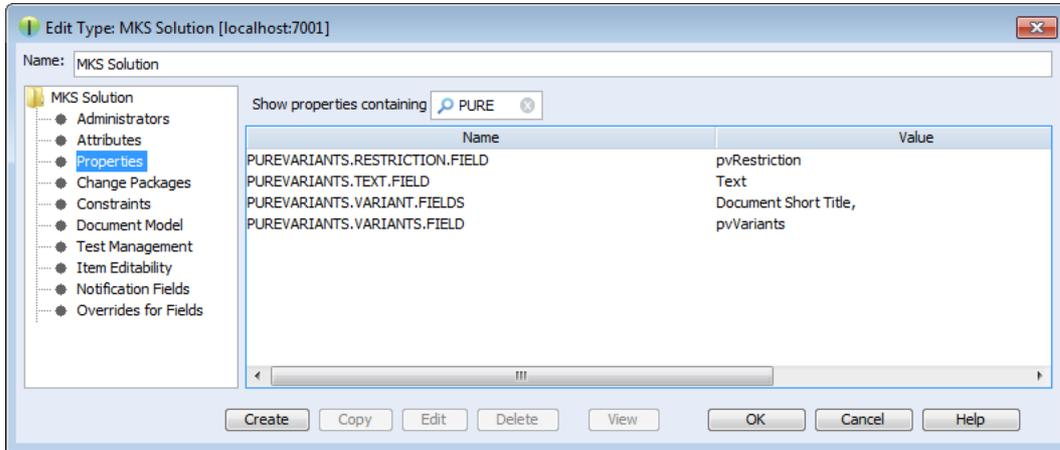 Edit Type: MKS Solution [localhost:7001]
Name: MKS Solution
MKS Solution
Administrators
Attributes
Properties
Change Packages
Constraints
Document Model
Test Management
Item Editability
Notification Fields
Overrides for Fields
Show properties containing PURE
Name Value
PUREVARIANTS.RESTRICTION.FIELD pvRestriction
PUREVARIANTS.TEXT.FIELD Text
PUREVARIANTS.VARIANT.FIELDS Document Short Title,
PUREVARIANTS.VARIANTS.FIELD pvVariants
Create Copy Edit Delete View OK Cancel Help